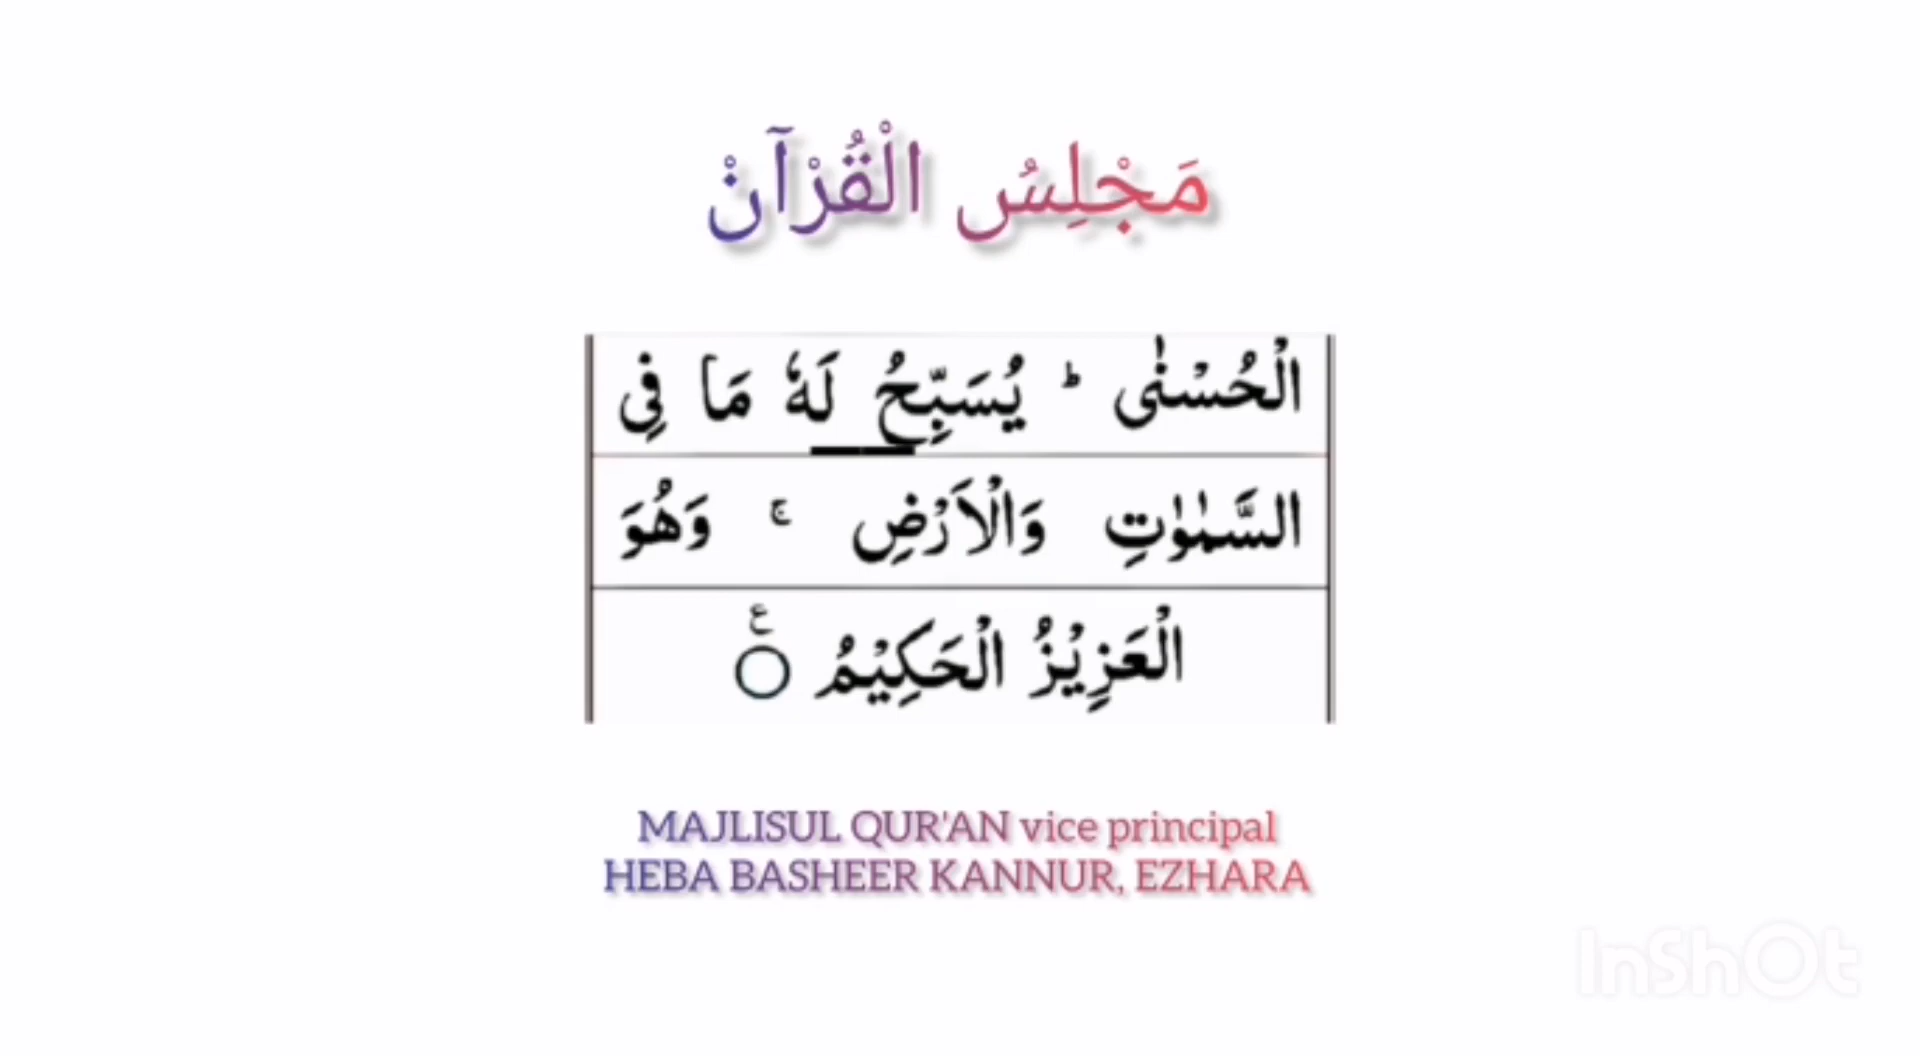 مَجْلِسُ الْقُرْآنْ
الْحُسْنٰى ؕ يُسَبِّحُ لَهٗ مَا فِى
السَّمٰوٰتِ وَالْاَرْضِ ۚ وَهُوَ
الْعَزِيْزُ الْحَكِيْمُ ○ع
MAJLISUL QUR'AN vice principal
HEBA BASHEER KANNUR, EZHARA
InShOt